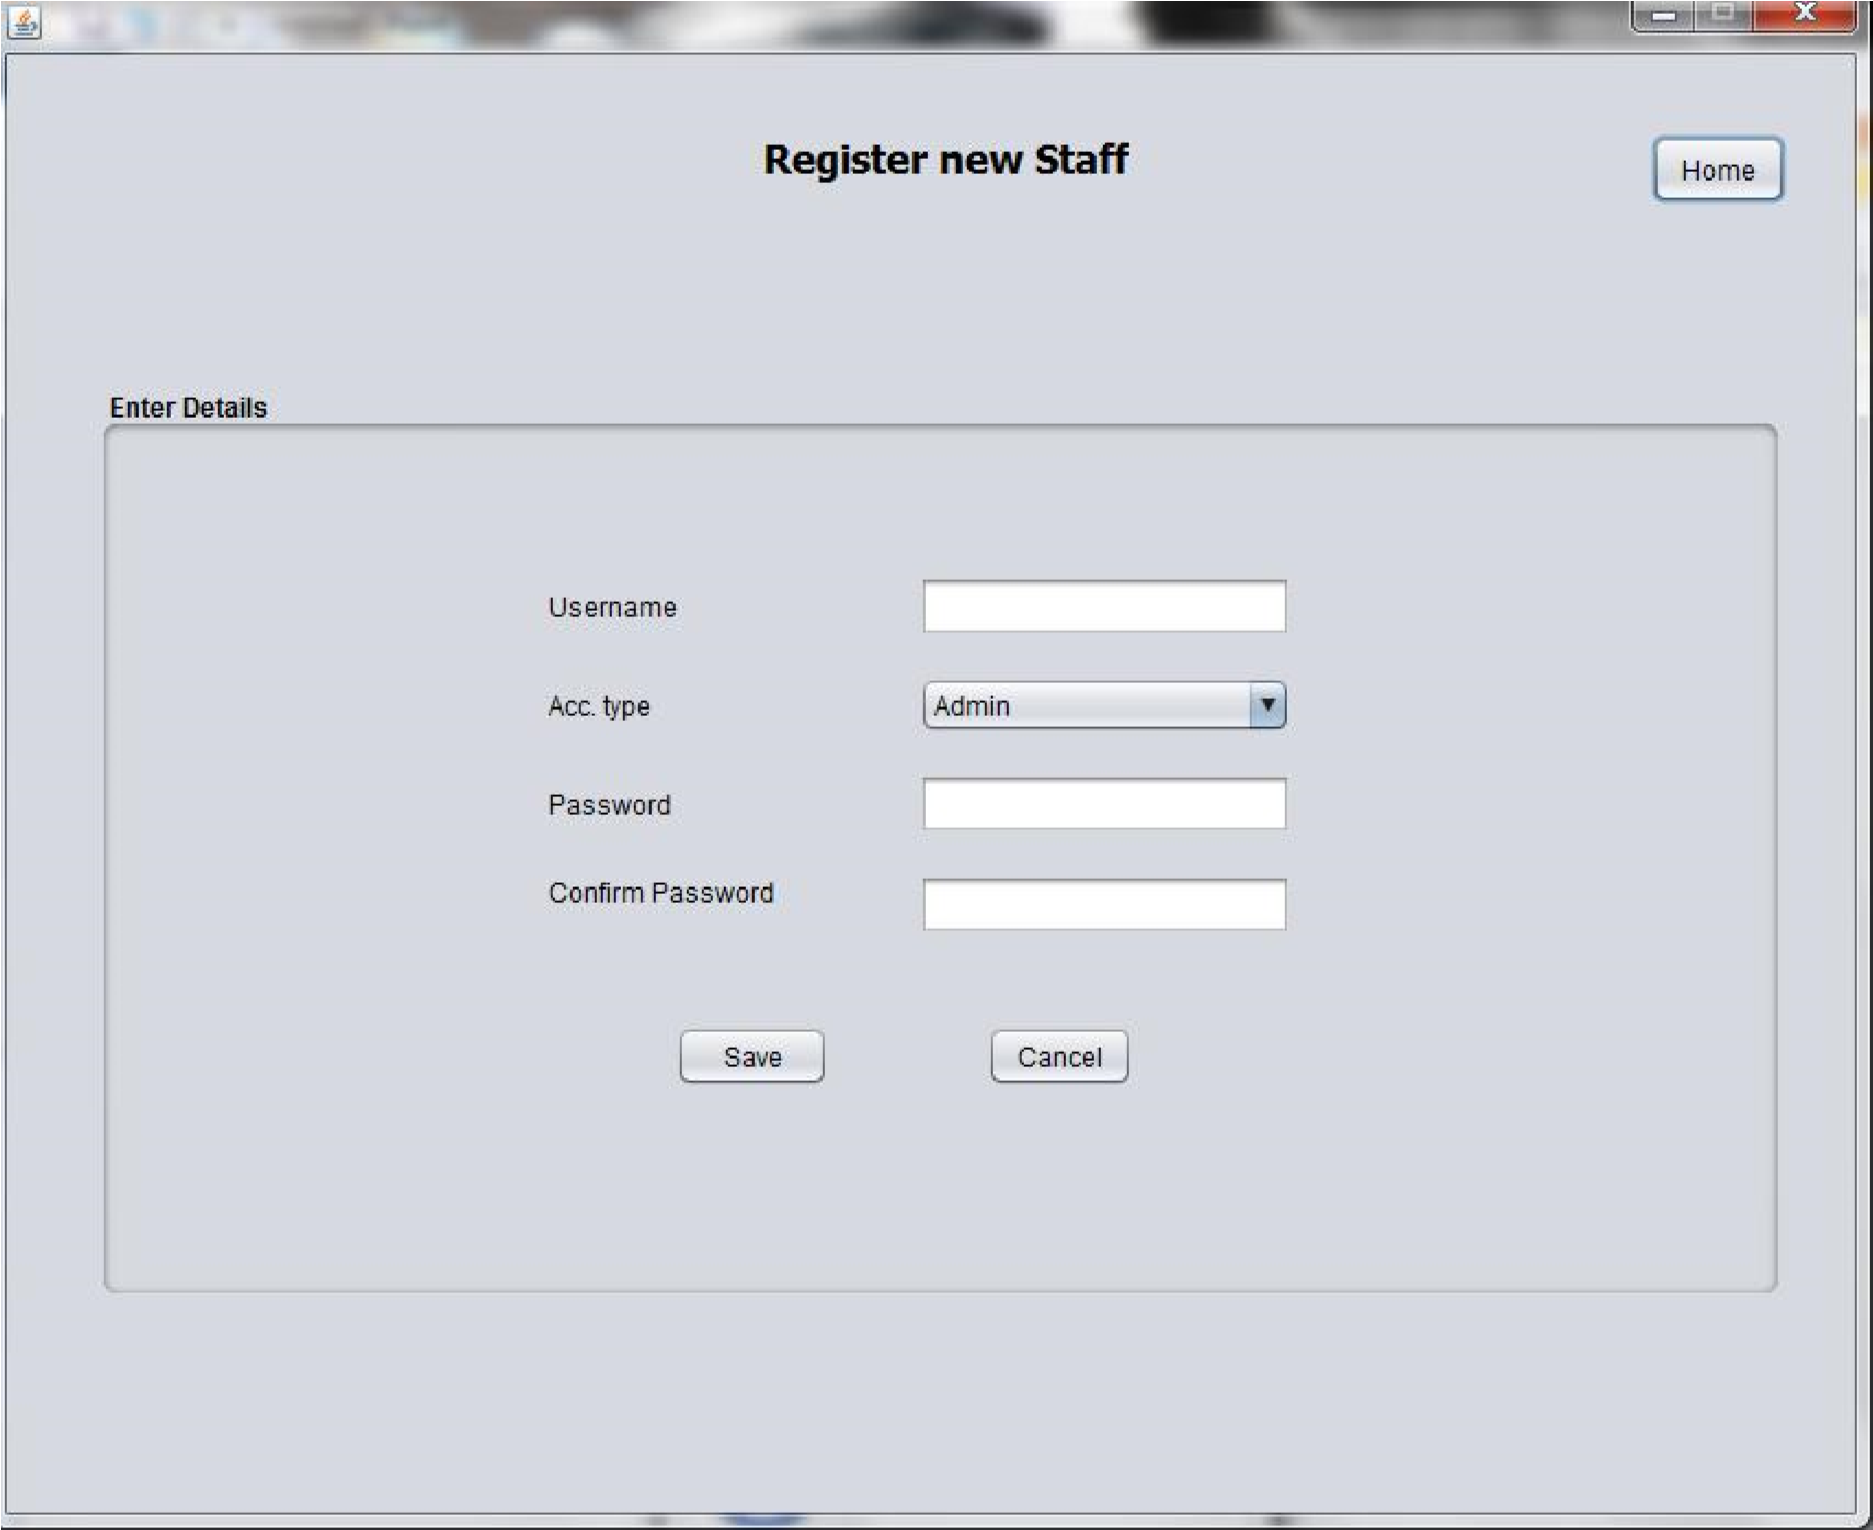 Register new Staff
Home
Enter Details
Username
Acc. type
Admin
Password
Confirm Password
Save
Cancel